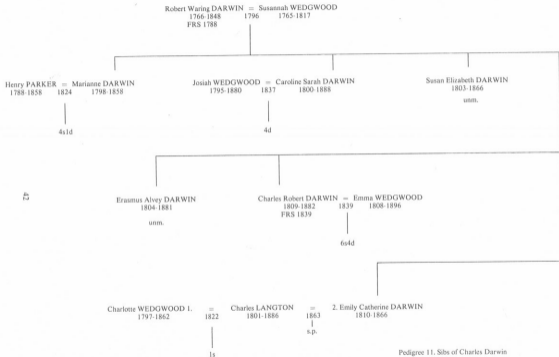 Robert Waring DARWIN = Susannah WEDGWOOD
1766-1848 1796 1765-1817
FRS 1788
Henry PARKER = Marianne DARWIN
1788-1858 1824 1798-1858
4s1d
Josiah WEDGWOOD = Caroline Sarah DARWIN
1795-1880 1837 1800-1888
4d
Susan Elizabeth DARWIN
1803-1866
unm.
42
Erasmus Alvey DARWIN
1804-1881
unm.
Charles Robert DARWIN = Emma WEDGWOOD
1809-1882 1839 1808-1896
FRS 1839
6s4d
Charlotte WEDGWOOD 1. = Charles LANGTON = 2. Emily Catherine DARWIN
1797-1862 1822 1801-1886 1863 1810-1866
s.p.
1s
Pedigree 11. Sibs of Charles Darwin